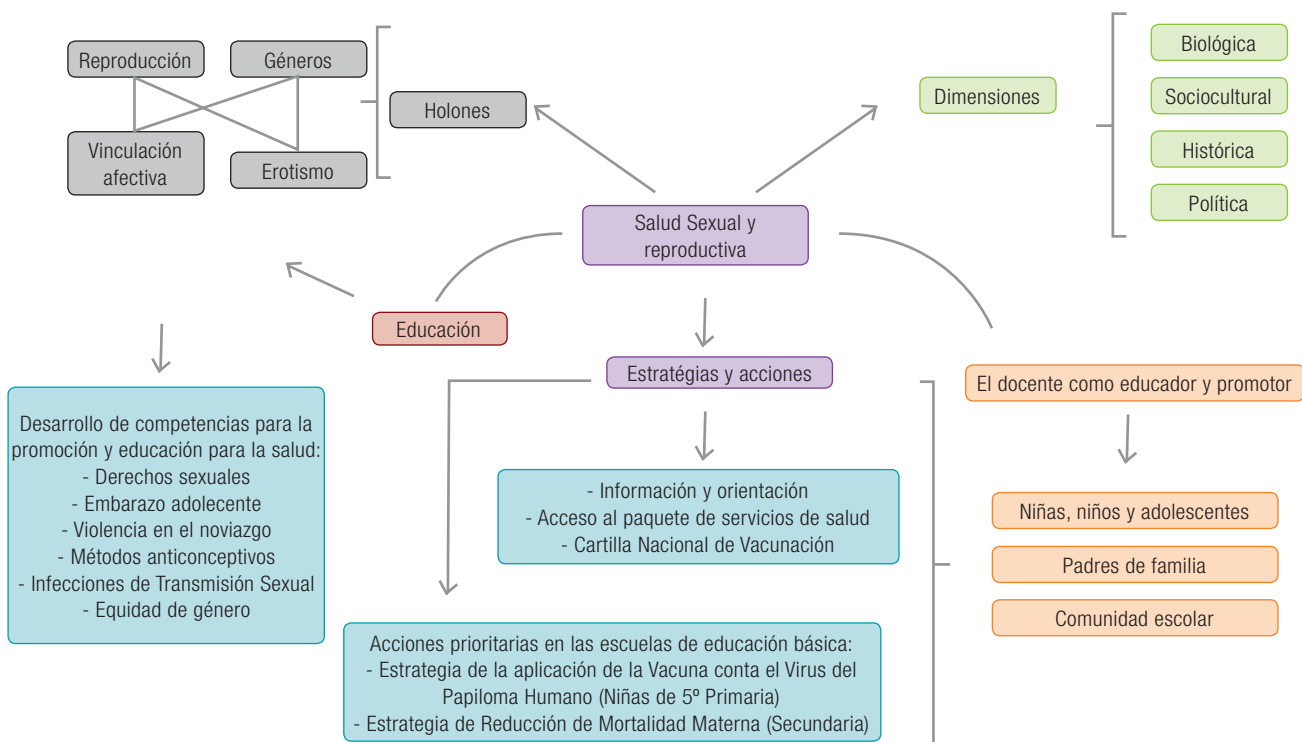 Reproducción
Géneros
Vinculación
afectiva
Erotismo
Holones
Dimensiones
Biológica
Sociocultural
Histórica
Política
Salud Sexual y
reproductiva
Educación
Estratégias y acciones
El docente como educador y promotor
Desarrollo de competencias para la
promoción y educación para la salud:
- Derechos sexuales
- Embarazo adolecente
- Violencia en el noviazgo
- Métodos anticonceptivos
- Infecciones de Transmisión Sexual
- Equidad de género
- Información y orientación
- Acceso al paquete de servicios de salud
- Cartilla Nacional de Vacunación
Niñas, niños y adolescentes
Padres de familia
Comunidad escolar
Acciones prioritarias en las escuelas de educación básica:
- Estrategia de la aplicación de la Vacuna conta el Virus del
Papiloma Humano (Niñas de 5º Primaria)
- Estrategia de Reducción de Mortalidad Materna (Secundaria)